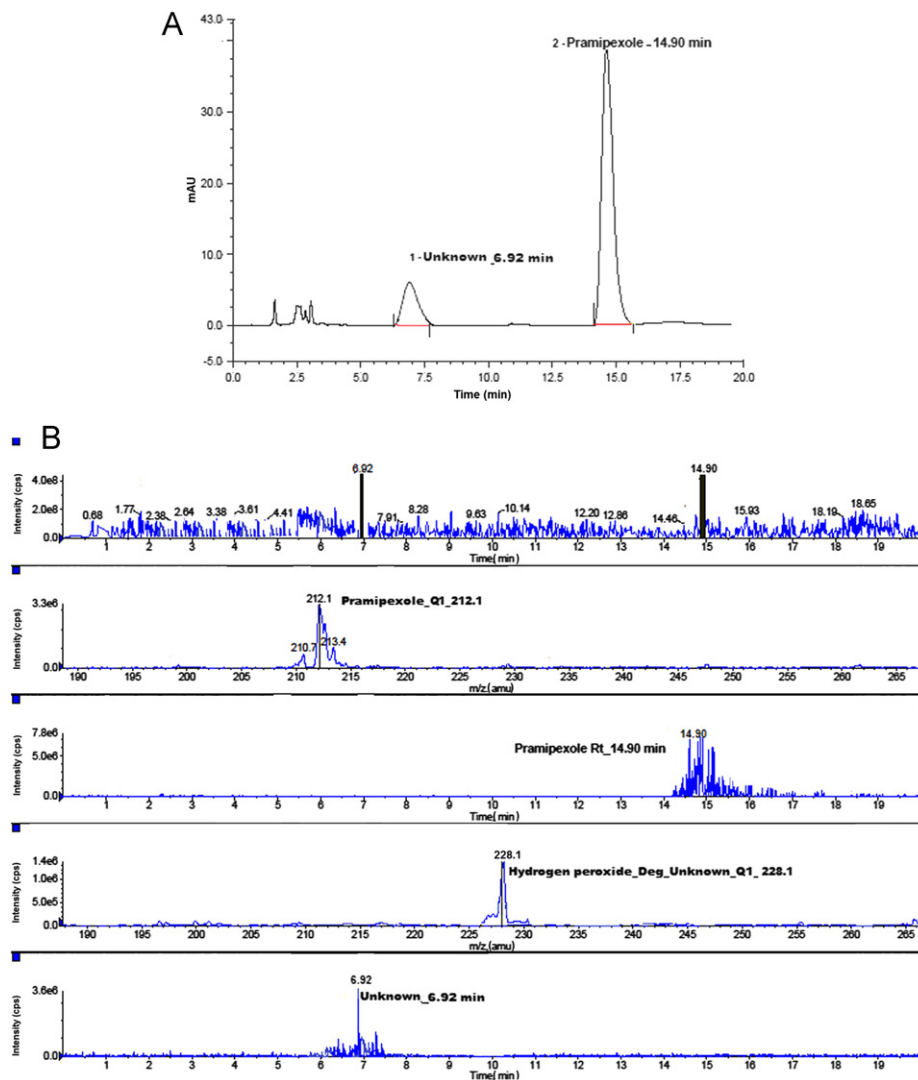 A
43.0
2 - Pramipexole - 14.90 min
30.0
20.0
mAU
10.0
1 - Unknown_6.92 min
0.0
-5.0
0.0 2.5 5.0 7.5 10.0 12.5 15.0 17.5 20.0
Time (min)
B
6.92 14.90
Intensity (cps)
4.0e8
2.0e8
0.0
0.68 1.77 2.38 2.64 3.38 3.61 4.41 7.91 8.28 9.63 10.14 12.20 12.86 14.46 15.93 18.19 18.65
1 2 3 4 5 6 7 8 9 10 11 12 13 14 15 16 17 18 19
Time( min)
Intensity (cps)
3.3e6
0.0
212.1 Pramipexole_Q1_212.1
210.7 213.4
190 195 200 205 210 215 220 225 230 235 240 245 250 255 260 265
m/z.(amu)
Intensity (cps)
7.8e6
5.0e6
0.0
Pramipexole Rt_14.90 min 14.90
1 2 3 4 5 6 7 8 9 10 11 12 13 14 15 16 17 18 19
Time( min)
Intensity (cps)
1.4e6
1.0e6
5.0e5
0.0
228.1
Hydrogen peroxide_Deg_Unknown_Q1_ 228.1
190 195 200 205 210 215 220 225 230 235 240 245 250 255 260 265
m/z.(amu)
Intensity (cps)
3.6e6
0.0
6.92
Unknown_6.92 min
1 2 3 4 5 6 7 8 9 10 11 12 13 14 15 16 17 18 19
Time( min)